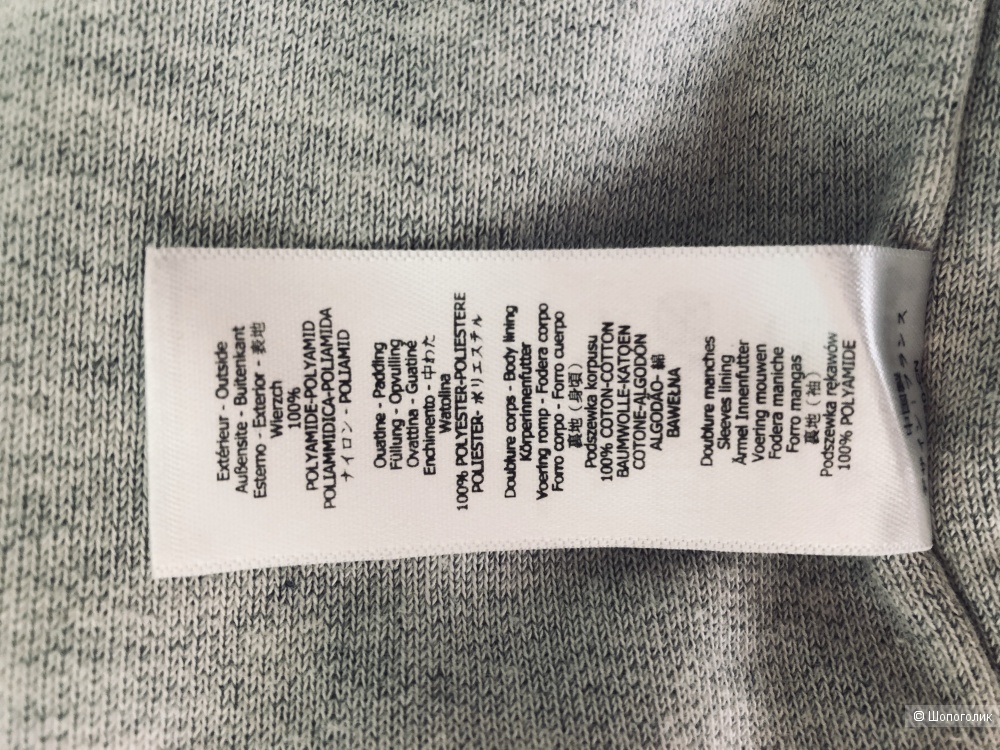 Extérieur - Outside
Außenseite - Buitenkant
Esterno - Exterior - 表地
Wierzch
100%
POLYAMIDE-POLYAMID
POLIAMMIDICA-POLIAMIDA
ナイロン - POLIAMID
Ouatine - Padding
Füllung - Opvulling
Ovattina - Guatiné
Enchimento - 中わた
Watolina
100% POLYESTER-POLIESTERE
POLIESTER- ポリエステル
Doublure corps - Body lining
Körperinnenfutter
Voering romp - Fodera corpo
Forro corpo - Forro cuerpo
裏地 (身頃)
Podszewka korpusu
100% COTON-COTTON
BAUMWOLLE-KATOEN
COTONE-ALGODON
ALGODÃO- 綿
BAWEŁNA
Doublure manches
Sleeves lining
Ärmel Innenfutter
Voering mouwen
Fodera maniche
Forro mangas
裏地 (袖)
Podszewka rękawów
100% POLYAMIDE
© Шопоголик